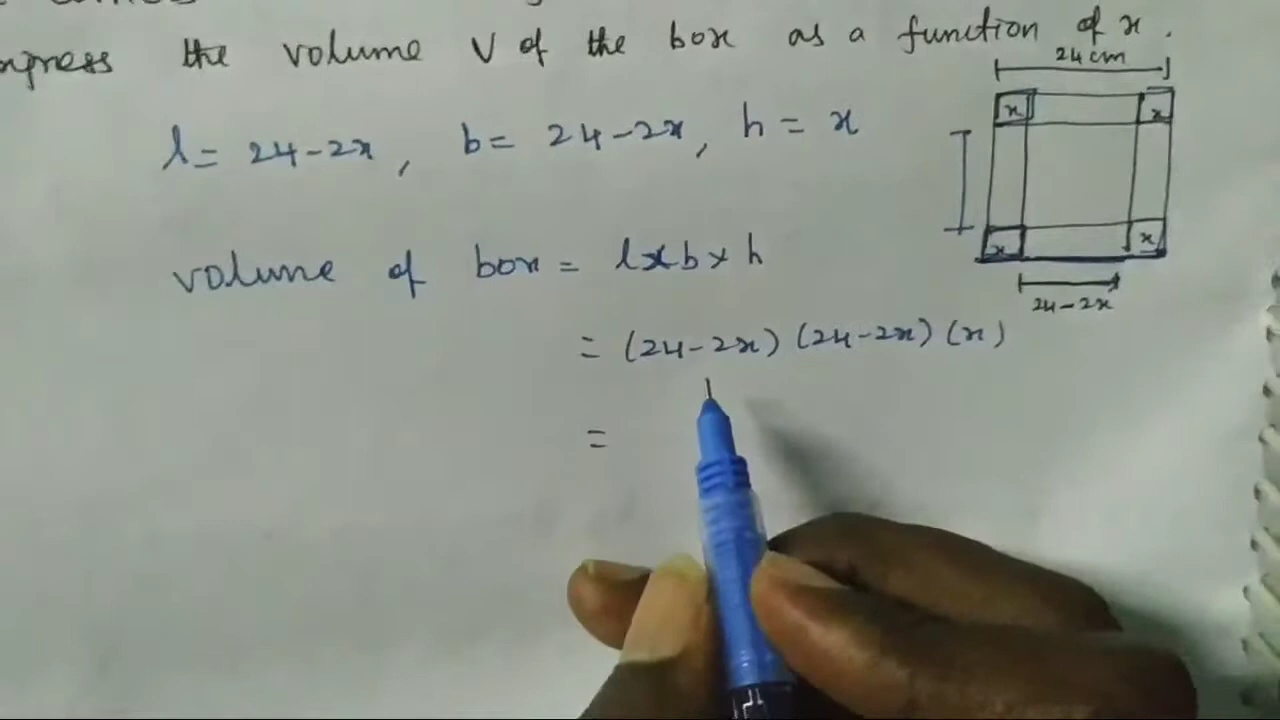 the volume V of the box as a function of x.
24 cm
x x
l = 24-2x, b = 24-2x, h = x
x x
24-2x
volume of box = l x b x h
= (24-2x) (24-2x) (x)
=